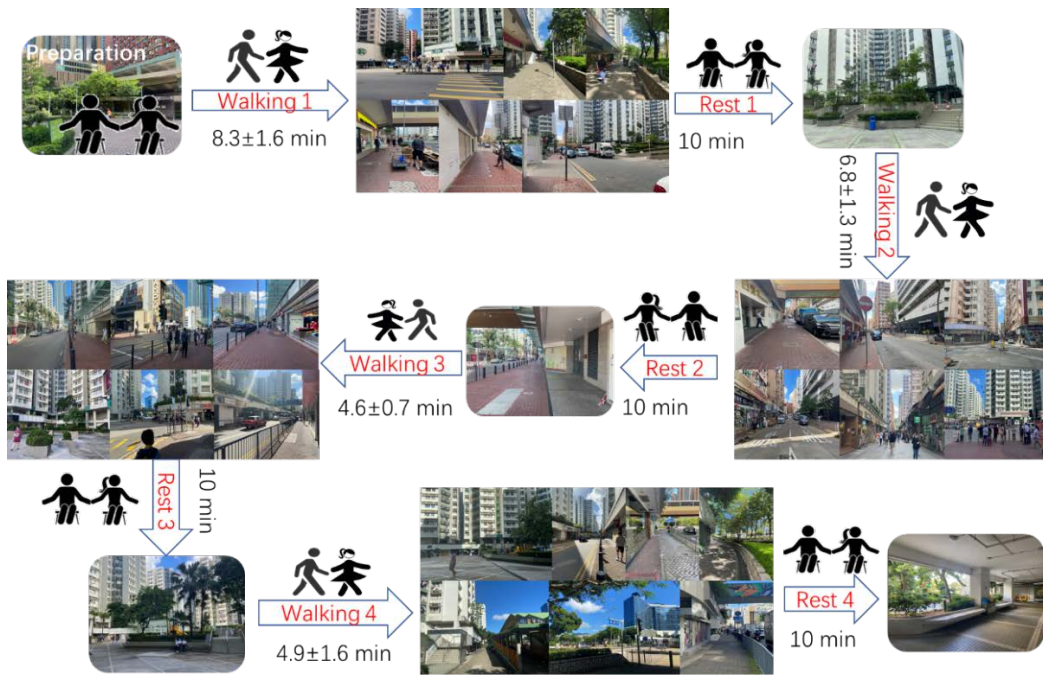 Preparation
Walking 1
8.3±1.6 min
Rest 1
10 min
Walking 2
6.8±1.3 min
Rest 2
10 min
Walking 3
4.6±0.7 min
Rest 3
10 min
Walking 4
4.9±1.6 min
Rest 4
10 min